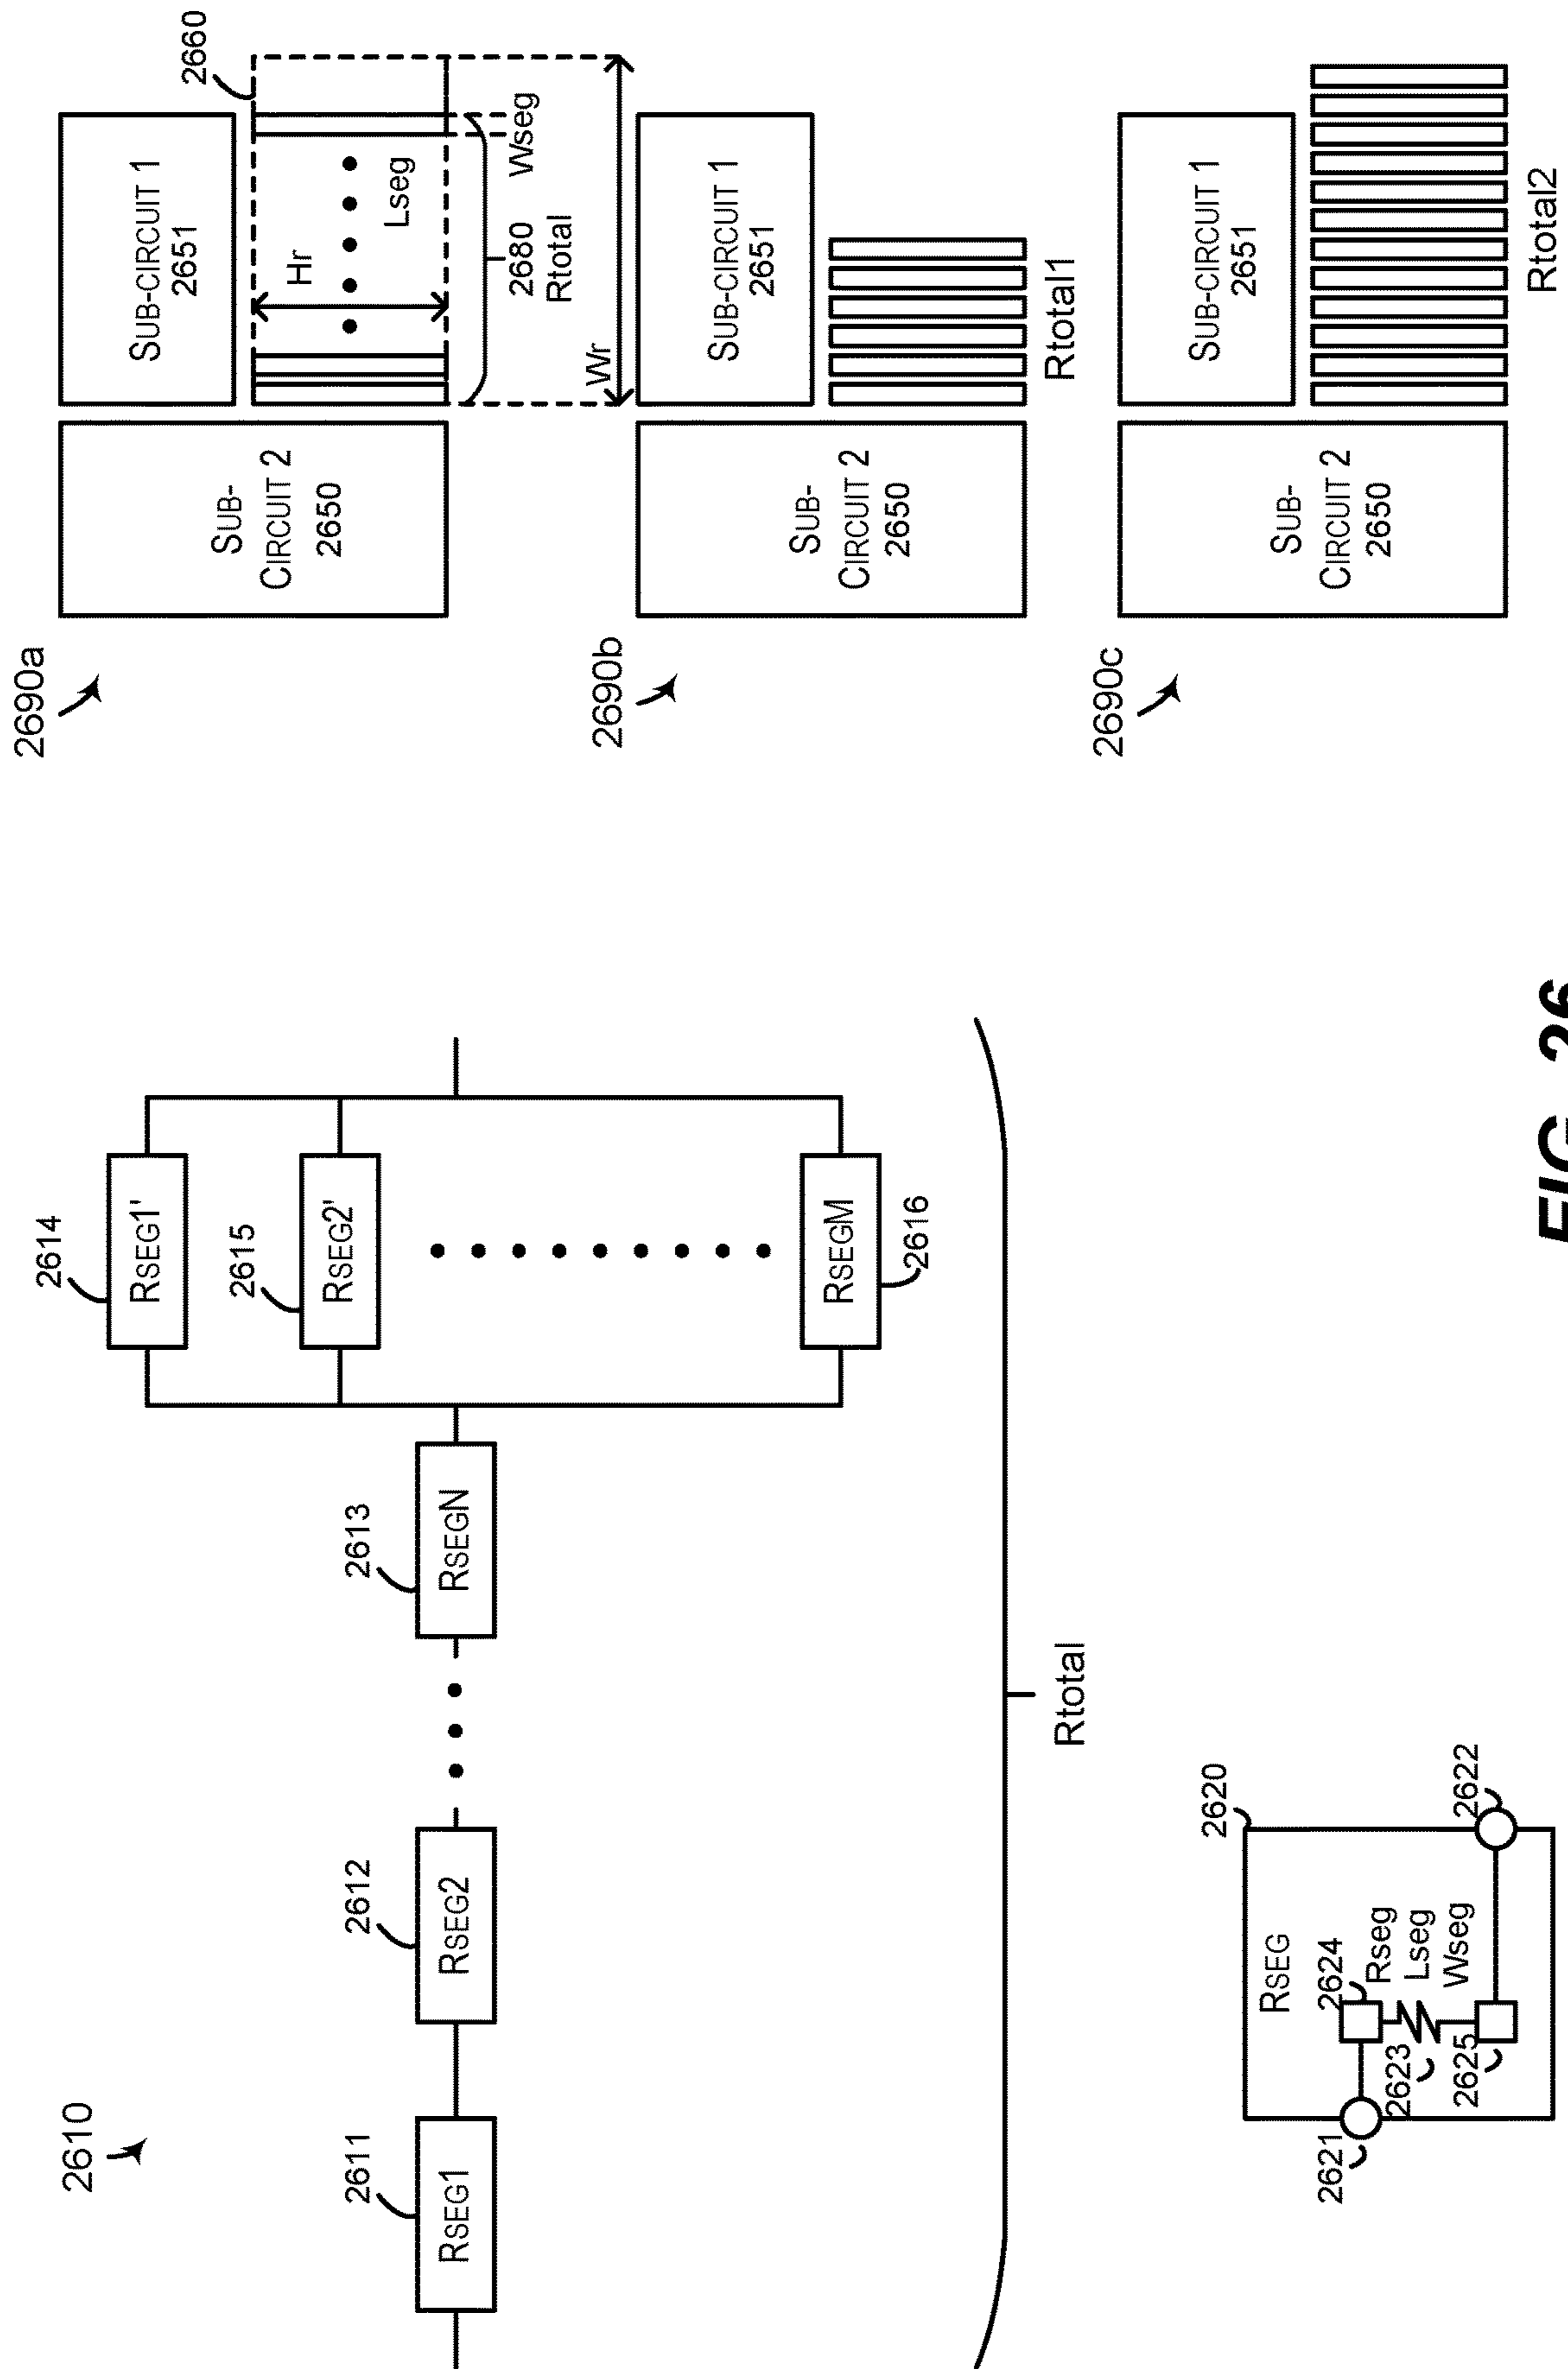 2690a
SUB-
CIRCUIT 2
2650
SUB-CIRCUIT 1
2651
2660
Hr
Lseg
Wseg
2680
Rtotal
Wr
2690b
SUB-
CIRCUIT 2
2650
SUB-CIRCUIT 1
2651
Rtotal1
2690c
SUB-
CIRCUIT 2
2650
SUB-CIRCUIT 1
2651
Rtotal2
2610
2611
RSEG1
2612
RSEG2
2613
RSEGN
2614
RSEG1'
2615
RSEG2'
RSEGM
2616
Rtotal
2620
RSEG
2621
2624
Rseg
Lseg
Wseg
2623
2625
2622
FIG. 26